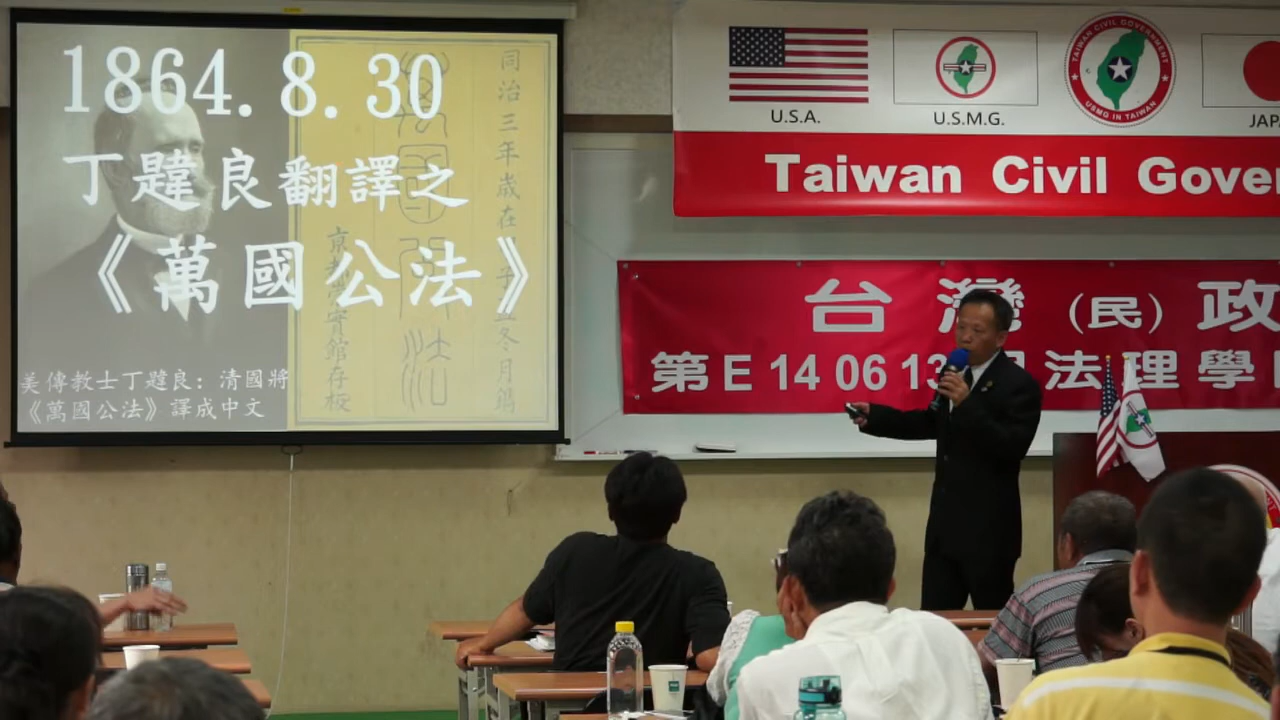 1864.8.30
丁韙良翻譯之
《萬國公法》
同治三年歲在
京都
實館存板
冬月鐫
美傳教士丁韙良：清國將
《萬國公法》譯成中文
U.S.A.
U.S.M.G.
TAIWAN CIVIL GOVERNMENT
USMG IN TAIWAN
JAPA
Taiwan Civil Gover
台灣（民）政
第E 14 06 13 法理學